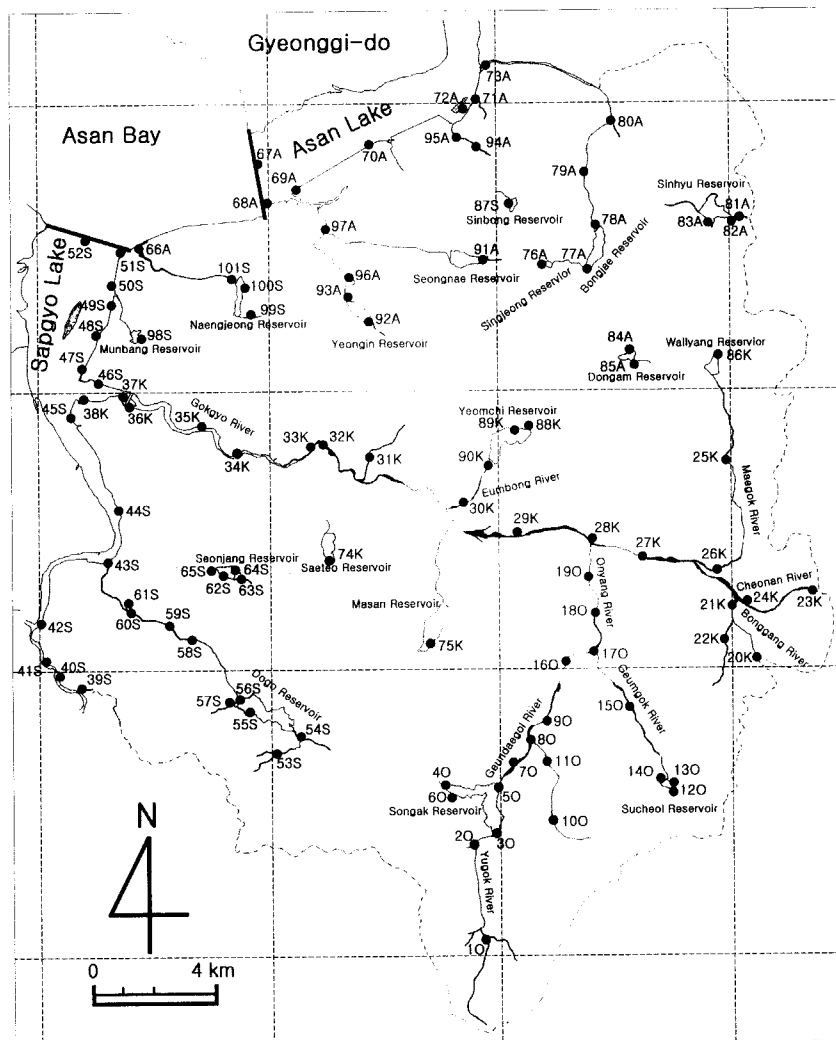 Gyeonggi-do
73A
72A
71A
Asan Bay
Asan Lake
95A
94A
80A
67A
70A
69A
79A
68A
87S
Sinbong Reservoir
Sinhyu Reservoir
81A
83A
82A
97A
78A
91A
76A
77A
Bongjae Reservoir
Seongnae Reservoir
Singjeong Reservior
52S
66A
51S
Sapgyo Lake
50S
101S
100S
96A
93A
49S
99S
Naengjeong Reservoir
92A
48S
98S
Munbang Reservoir
Yeongin Reservoir
84A
85A
Dongam Reservoir
Wallyang Reservior
86K
47S
46S
37K
45S
38K
36K
Gokgyo River
35K
34K
33K
32K
31K
Yeomchi Reservoir
89K
88K
90K
Eumbong River
30K
25K
Maegok River
44S
29K
28K
27K
26K
Seonjang Reservoir
74K
Saeteo Reservoir
43S
65S
64S
62S
63S
19O
Onyang River
Cheonan River
24K
23K
21K
61S
60S
59S
58S
Masan Reservoir
75K
18O
17O
16O
22K
20K
Bonggang River
42S
41S
40S
39S
Dogo Reservoir
57S
56S
55S
54S
53S
Geumgok River
15O
9O
8O
Geundaegol River
7O
11O
4O
6O
5O
Songak Reservoir
14O
13O
12O
Sucheol Reservoir
10O
2O
3O
Yugok River
N
1O
0
4 km